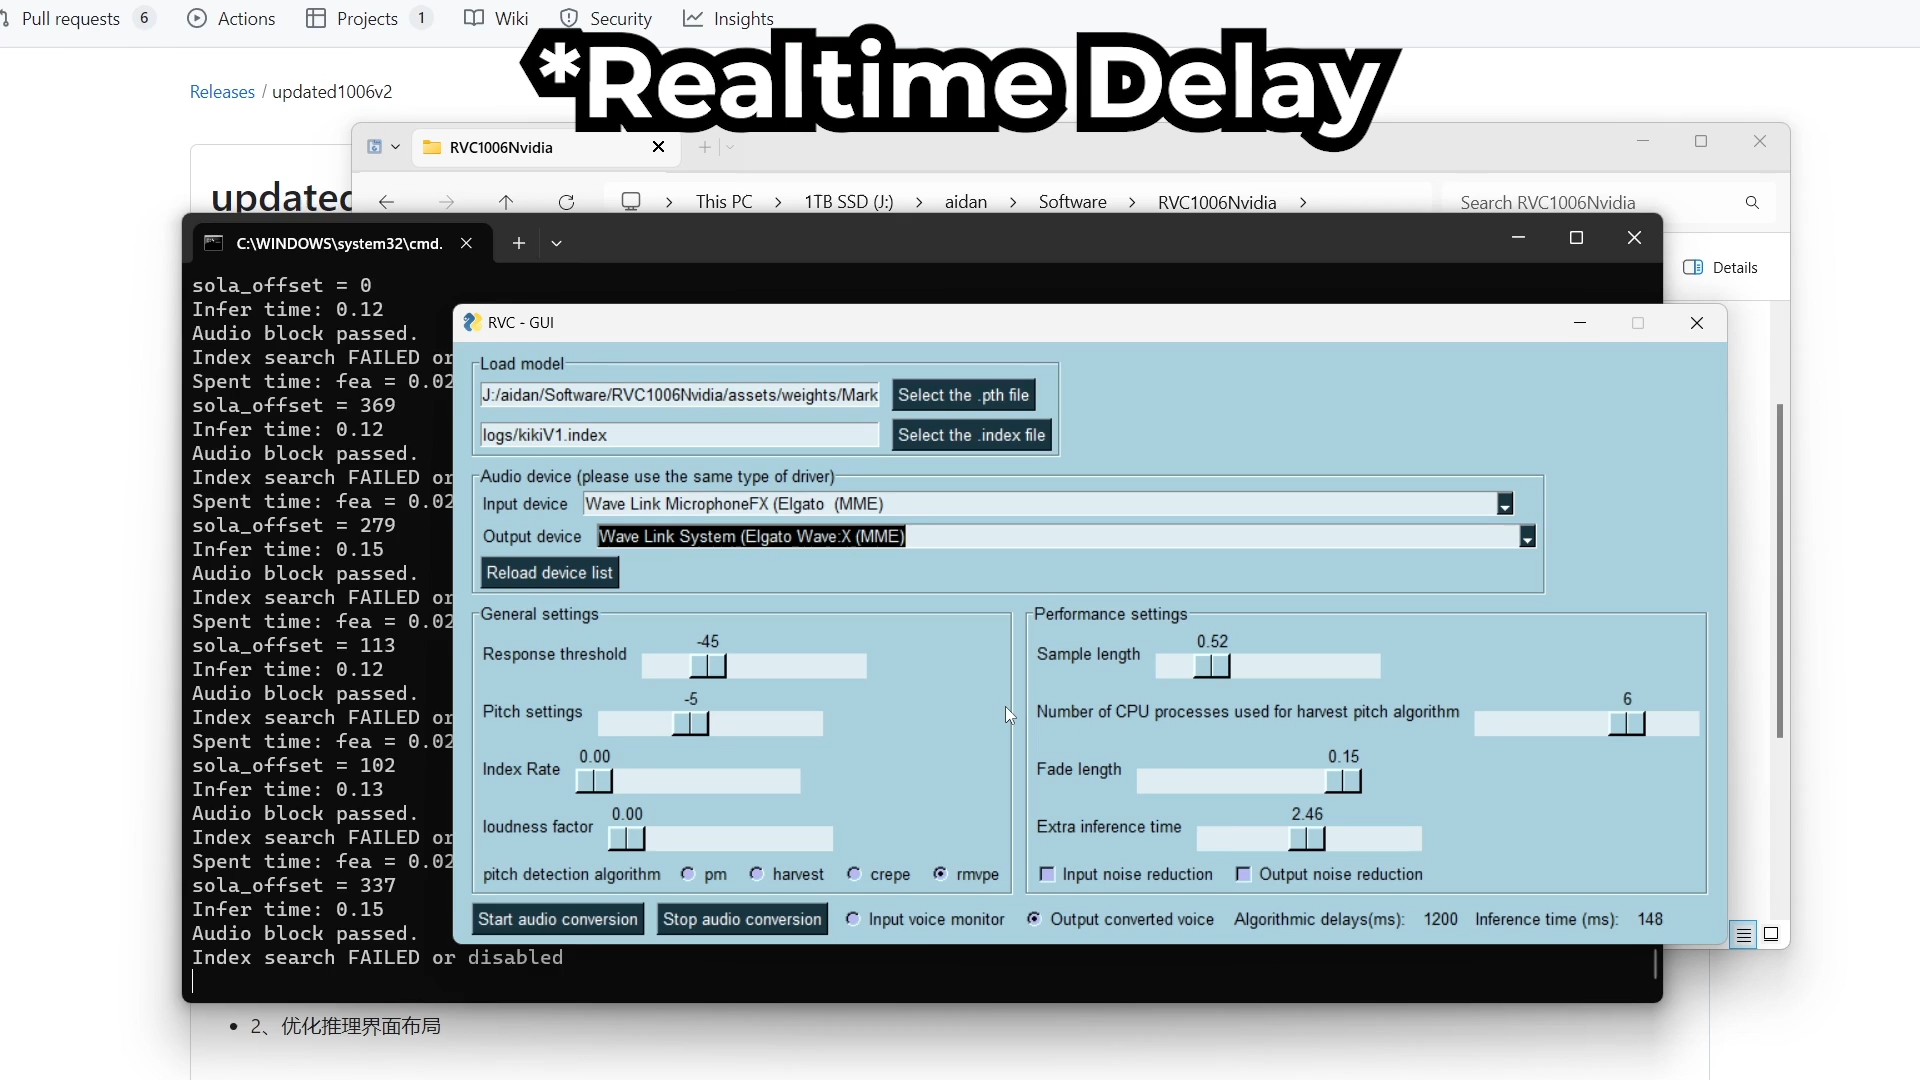 Pull requests 6 Actions Projects 1 Wiki Security Insights
*Realtime Delay
Releases / updated1006v2
RVC1006Nvidia
updated
This PC > 1TB SSD (J:) > aidan > Software > RVC1006Nvidia >
Search RVC1006Nvidia
C:\WINDOWS\system32\cmd.
Details
sola_offset = 0
Infer time: 0.12
Audio block passed.
Index search FAILED or
Spent time: fea = 0.02
sola_offset = 369
Infer time: 0.12
Audio block passed.
Index search FAILED or
Spent time: fea = 0.02
sola_offset = 279
Infer time: 0.15
Audio block passed.
Index search FAILED or
Spent time: fea = 0.02
sola_offset = 113
Infer time: 0.12
Audio block passed.
Index search FAILED or
Spent time: fea = 0.02
sola_offset = 102
Infer time: 0.13
Audio block passed.
Index search FAILED or
Spent time: fea = 0.02
sola_offset = 337
Infer time: 0.15
Audio block passed.
Index search FAILED or disabled
RVC - GUI
Load model
J:/aidan/Software/RVC1006Nvidia/assets/weights/Mark
Select the .pth file
logs/kikiV1.index
Select the .index file
Audio device (please use the same type of driver)
Input device Wave Link MicrophoneFX (Elgato (MME)
Output device Wave Link System (Elgato Wave:X (MME)
Reload device list
General settings
-45
Response threshold
-5
Pitch settings
0.00
Index Rate
0.00
loudness factor
pitch detection algorithm pm harvest crepe rmvpe
Performance settings
0.52
Sample length
6
Number of CPU processes used for harvest pitch algorithm
0.15
Fade length
2.46
Extra inference time
Input noise reduction Output noise reduction
Start audio conversion Stop audio conversion Input voice monitor Output converted voice Algorithmic delays(ms): 1200 Inference time (ms): 148
2、优化推理界面布局